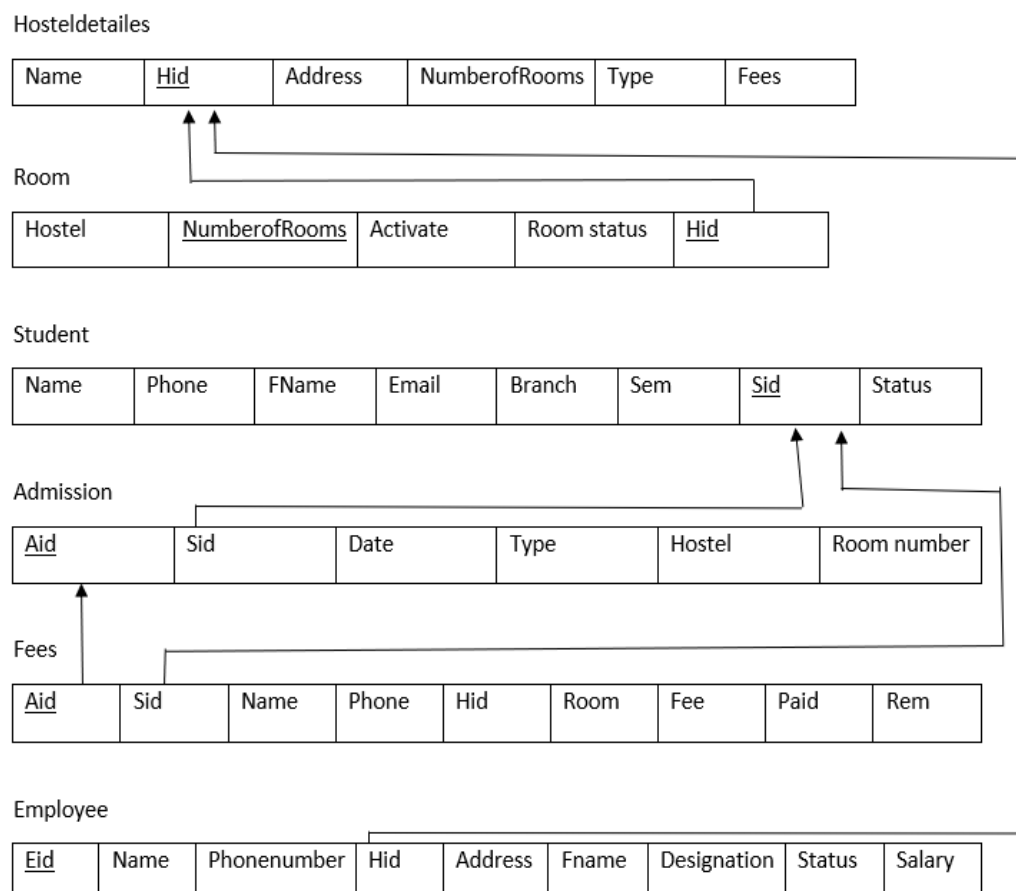 Hosteldetailes
Name Hid Address NumberofRooms Type Fees
Room
Hostel NumberofRooms Activate Room status Hid
Student
Name Phone FName Email Branch Sem Sid Status
Admission
Aid Sid Date Type Hostel Room number
Fees
Aid Sid Name Phone Hid Room Fee Paid Rem
Employee
Eid Name Phonenumber Hid Address Fname Designation Status Salary